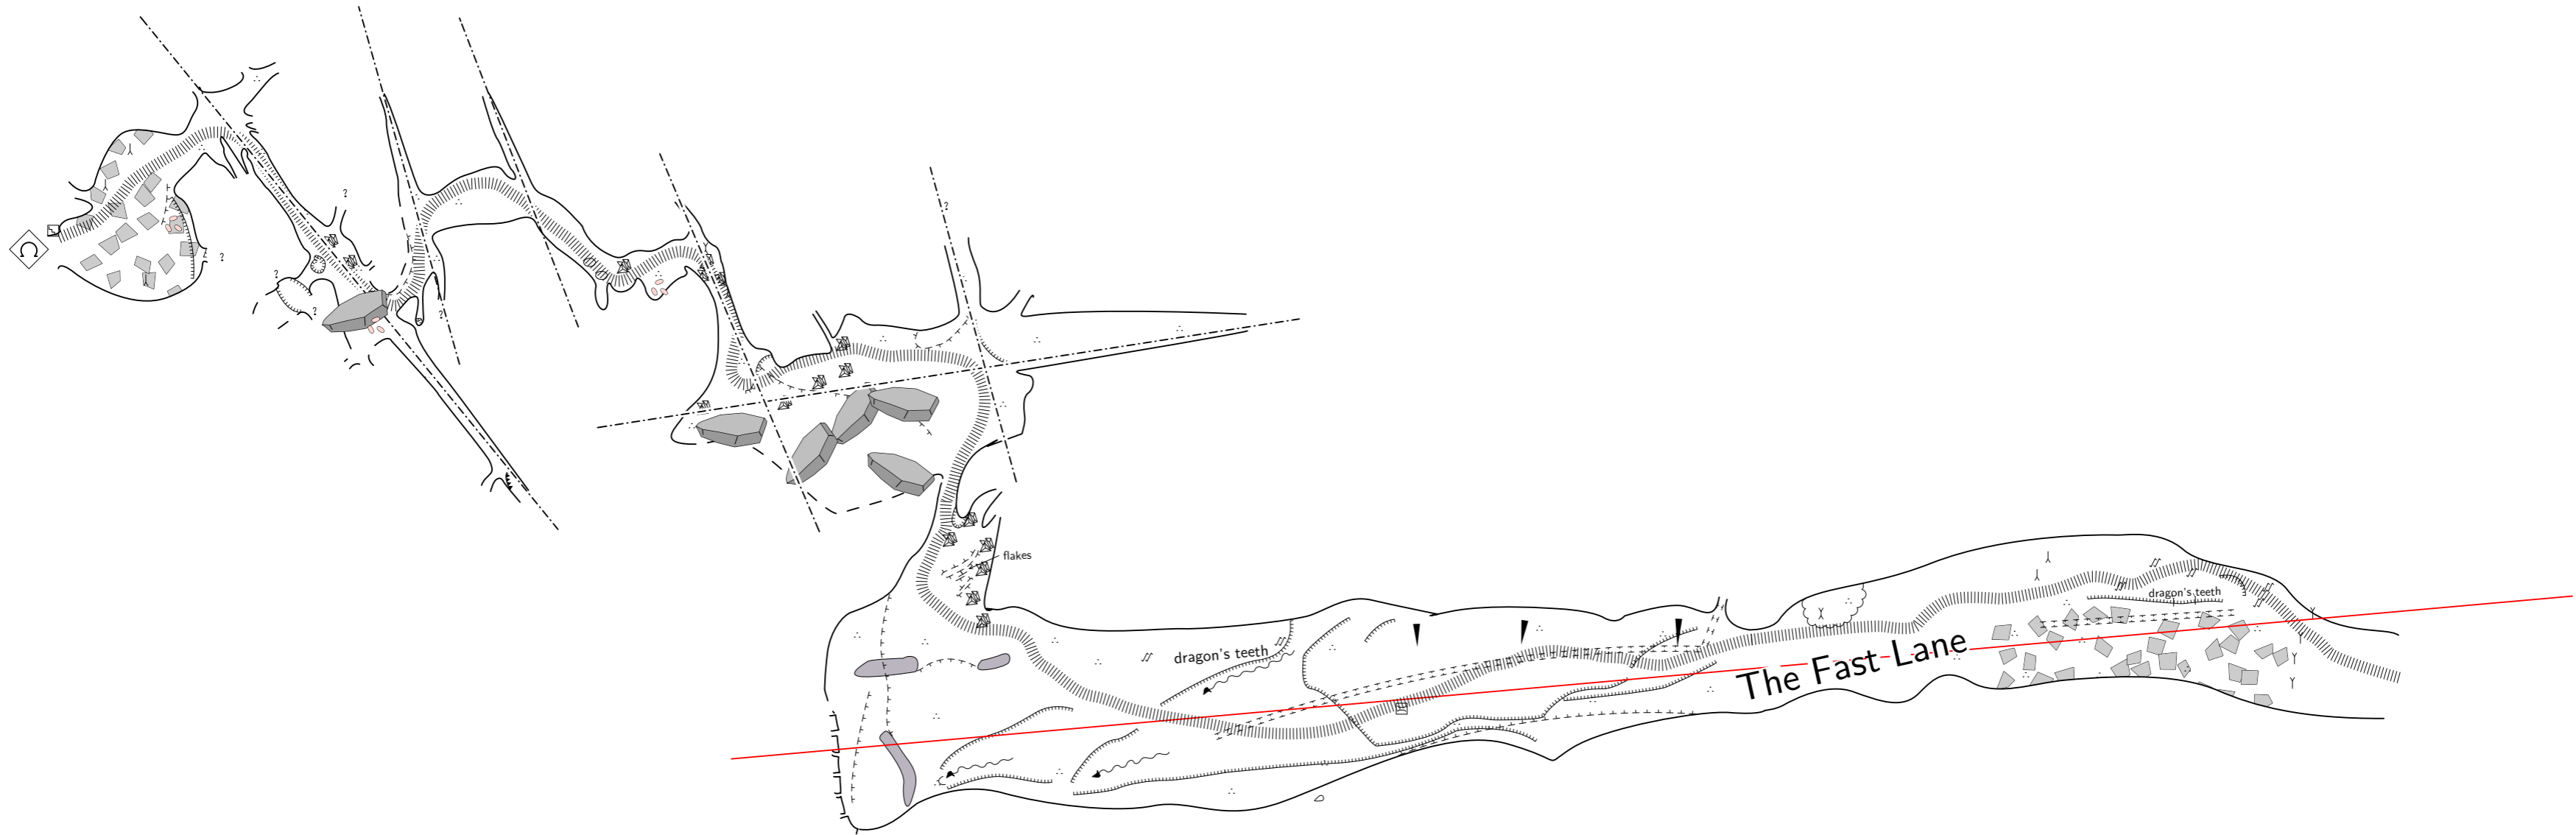 ?
?
?
?
?
?
?
Ω
flakes
dragon's teeth
dragon's teeth
The Fast Lane